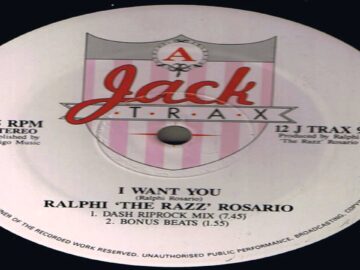 A
Jack
TRAX
RPM
STEREO
Published by
Music
12 J TRAX
Produced by Ralphi
"The Razz" Rosario
I WANT YOU
(Ralphi Rosario)
RALPHI 'THE RAZZ' ROSARIO
1. DASH RIPROCK MIX (7.45)
2. BONUS BEATS (1.55)
OF THE RECORDED WORK RESERVED. UNAUTHORISED PUBLIC PERFORMANCE, BROADCASTING, COPY